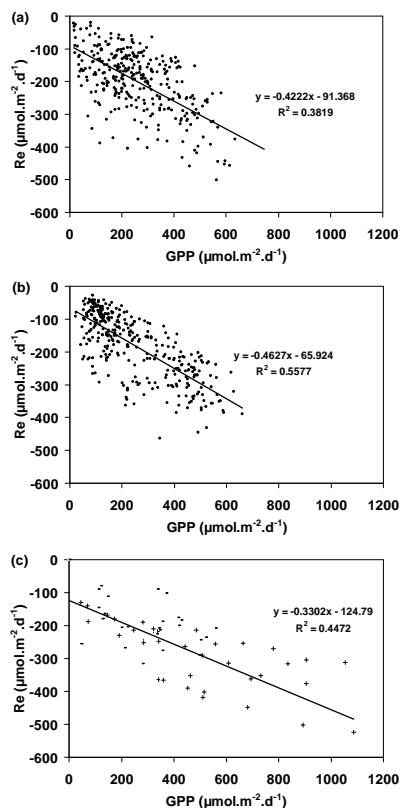 (a)
0
-100
-200
-300
-400
-500
-600
Re (µmol.m⁻².d⁻¹)
y = -0.4222x - 91.368
R² = 0.3819
0 200 400 600 800 1000 1200
GPP (µmol.m⁻².d⁻¹)
(b)
0
-100
-200
-300
-400
-500
-600
Re (µmol.m⁻².d⁻¹)
y = -0.4627x - 65.924
R² = 0.5577
0 200 400 600 800 1000 1200
GPP (µmol.m⁻².d⁻¹)
(c)
0
-100
-200
-300
-400
-500
-600
Re (µmol.m⁻².d⁻¹)
y = -0.3302x - 124.79
R² = 0.4472
0 200 400 600 800 1000 1200
GPP (µmol.m⁻².d⁻¹)